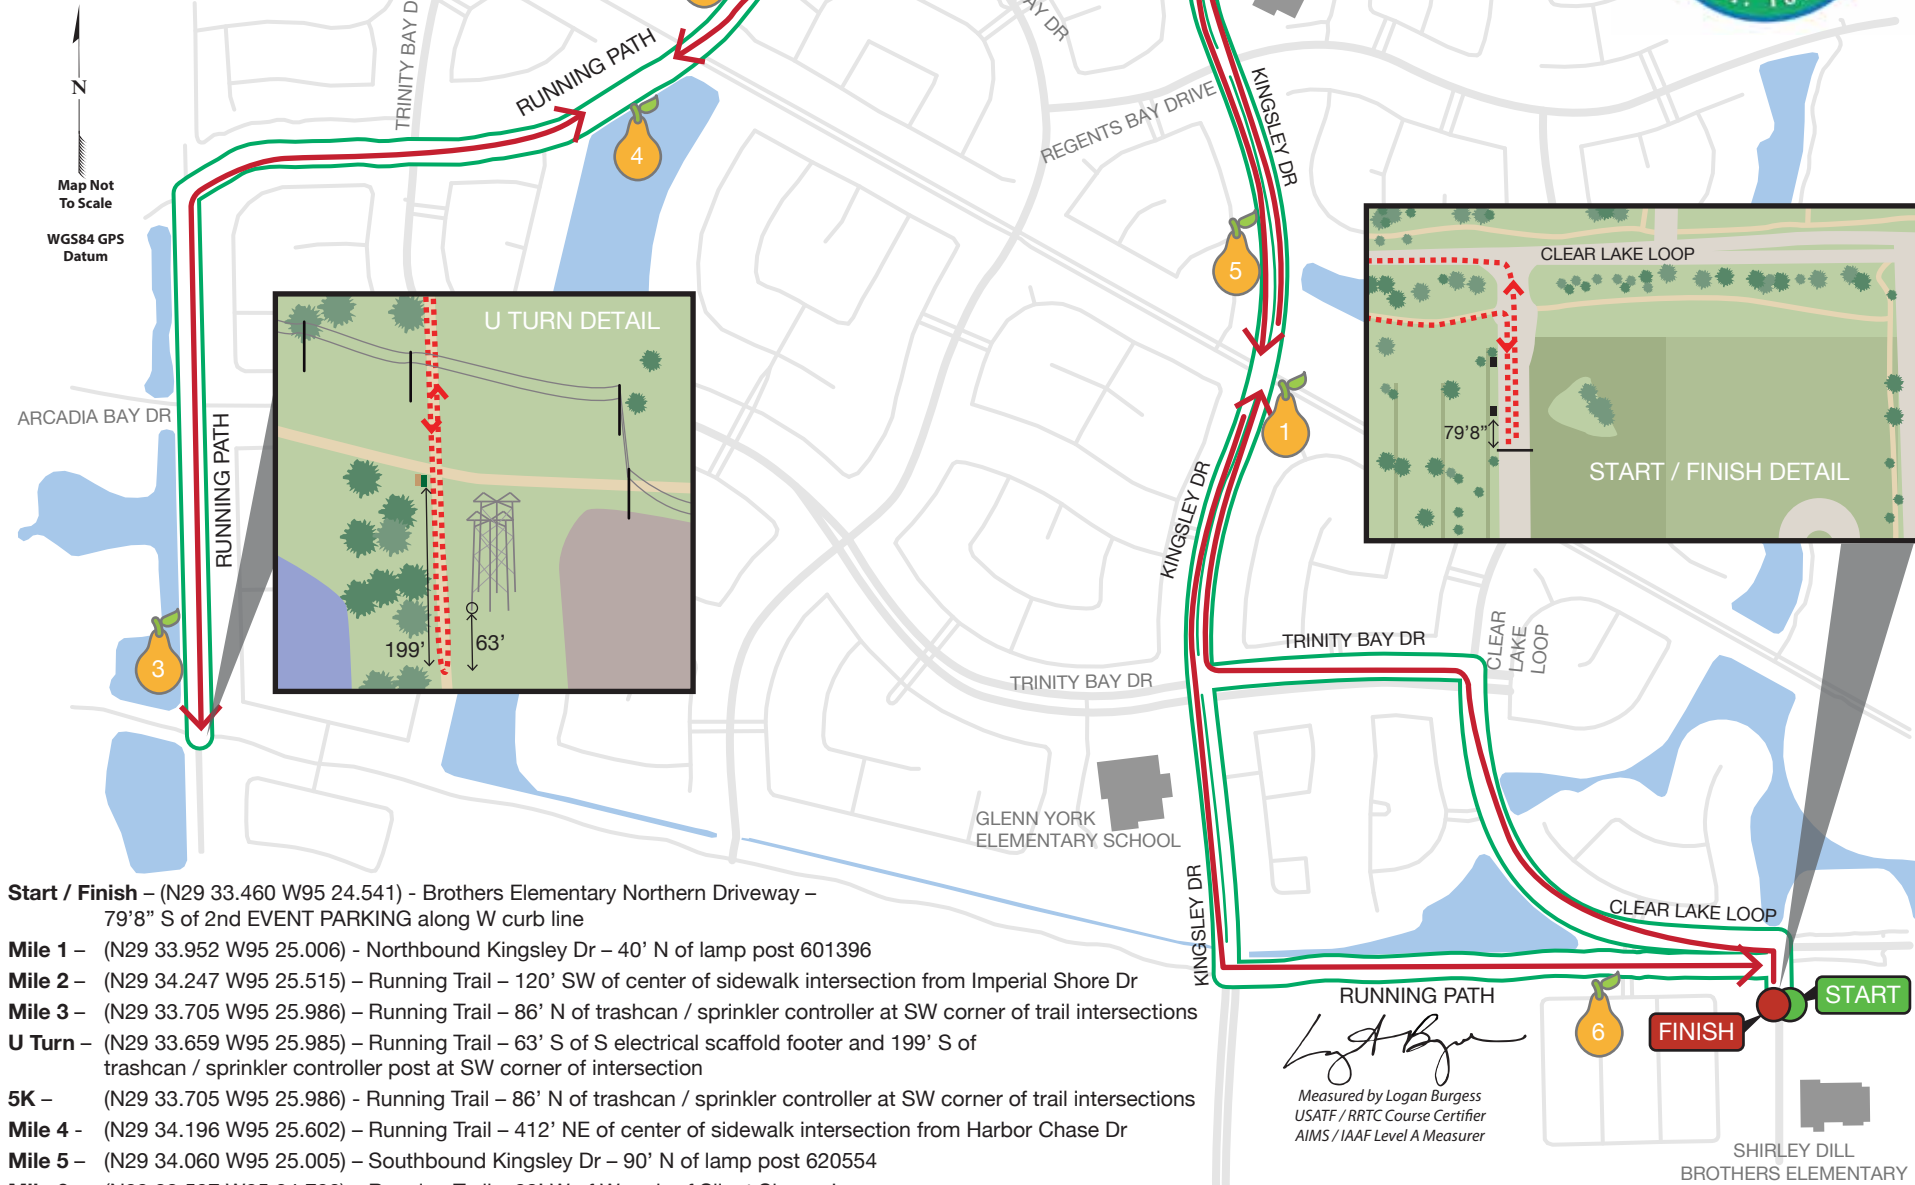 TRINITY BAY D
AY DR
T. TO
N
Map Not
To Scale
WGS84 GPS
Datum
RUNNING PATH
4
REGENTS BAY DRIVE
KINGSLEY DR
5
CLEAR LAKE LOOP
79'8"
START / FINISH DETAIL
U TURN DETAIL
199'
63'
ARCADIA BAY DR
RUNNING PATH
3
1
KINGSLEY DR
TRINITY BAY DR
CLEAR
LAKE
LOOP
TRINITY BAY DR
GLENN YORK
ELEMENTARY SCHOOL
KINGSLEY DR
CLEAR LAKE LOOP
RUNNING PATH
6
START
FINISH
Start / Finish – (N29 33.460 W95 24.541) - Brothers Elementary Northern Driveway –
79'8" S of 2nd EVENT PARKING along W curb line
Mile 1 – (N29 33.952 W95 25.006) - Northbound Kingsley Dr – 40' N of lamp post 601396
Mile 2 – (N29 34.247 W95 25.515) – Running Trail – 120' SW of center of sidewalk intersection from Imperial Shore Dr
Mile 3 – (N29 33.705 W95 25.986) – Running Trail – 86' N of trashcan / sprinkler controller at SW corner of trail intersections
U Turn – (N29 33.659 W95 25.985) – Running Trail – 63' S of S electrical scaffold footer and 199' S of
trashcan / sprinkler controller post at SW corner of intersection
5K – (N29 33.705 W95 25.986) - Running Trail – 86' N of trashcan / sprinkler controller at SW corner of trail intersections
Mile 4 - (N29 34.196 W95 25.602) – Running Trail – 412' NE of center of sidewalk intersection from Harbor Chase Dr
Mile 5 – (N29 34.060 W95 25.005) – Southbound Kingsley Dr – 90' N of lamp post 620554
Measured by Logan Burgess
USATF / RRTC Course Certifier
AIMS / IAAF Level A Measurer
SHIRLEY DILL
BROTHERS ELEMENTARY